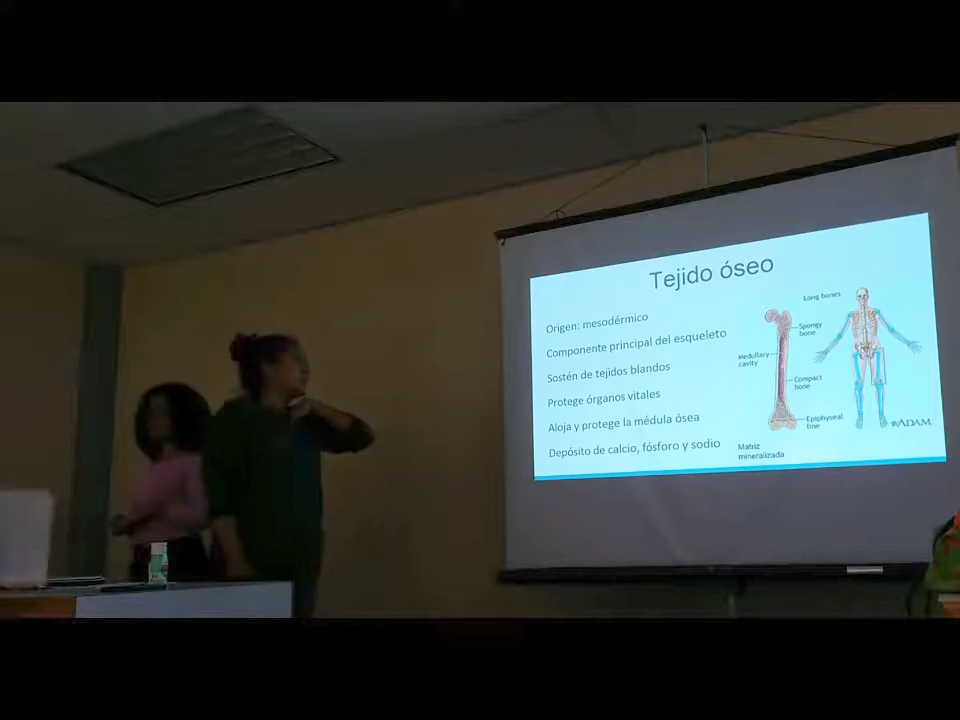 Tejido óseo
Origen: mesodérmico
Componente principal del esqueleto
Sostén de tejidos blandos
Protege órganos vitales
Aloja y protege la médula ósea
Depósito de calcio, fósforo y sodio
Long bones
Spongy
bone
Medullary
cavity
Compact
bone
Epiphyseal
line
Matriz
mineralizada
ADAM